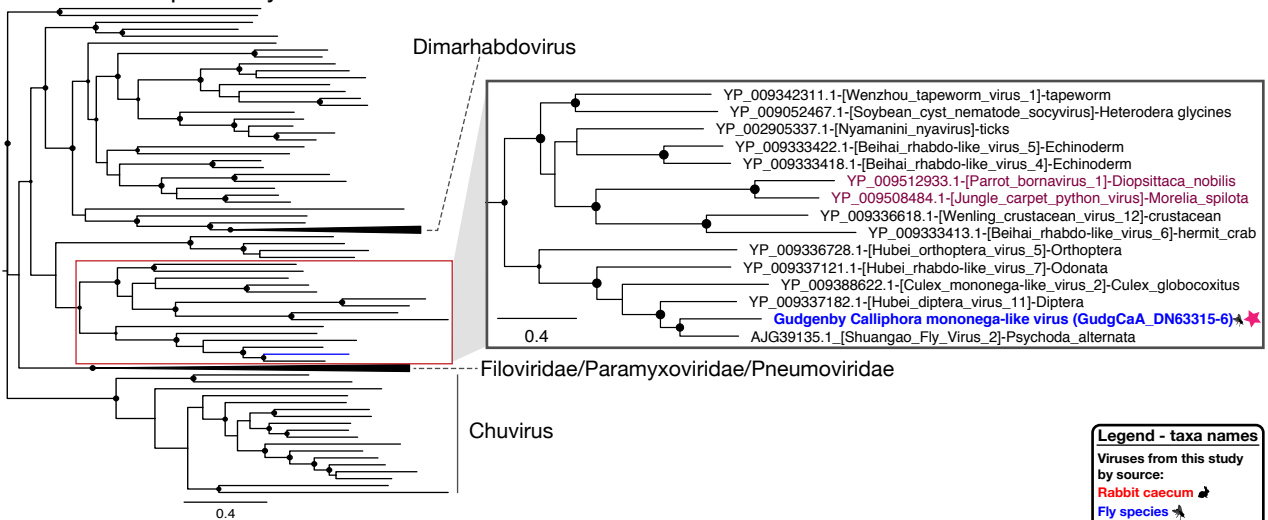 Dimarhabdovirus
YP_009342311.1-[Wenzhou_tapeworm_virus_1]-tapeworm
YP_009052467.1-[Soybean_cyst_nematode_socyvirus]-Heterodera glycines
YP_002905337.1-[Nyamanini_nyavirus]-ticks
YP_009333422.1-[Beihai_rhabdo-like_virus_5]-Echinoderm
YP_009333418.1-[Beihai_rhabdo-like_virus_4]-Echinoderm
YP_009512933.1-[Parrot_bornavirus_1]-Diopsittaca_nobilis
YP_009508484.1-[Jungle_carpet_python_virus]-Morelia_spilota
YP_009336618.1-[Wenling_crustacean_virus_12]-crustacean
YP_009333413.1-[Beihai_rhabdo-like_virus_6]-hermit_crab
YP_009336728.1-[Hubei_orthoptera_virus_5]-Orthoptera
YP_009337121.1-[Hubei_rhabdo-like_virus_7]-Odonata
YP_009388622.1-[Culex_mononega-like_virus_2]-Culex_globocoxitus
YP_009337182.1-[Hubei_diptera_virus_11]-Diptera
Gudgenby Calliphora mononega-like virus (GudgCaA_DN63315-6)
AJG39135.1_[Shuangao_Fly_Virus_2]-Psychoda_alternata
0.4
Filoviridae/Paramyxoviridae/Pneumoviridae
Chuvirus
0.4
Legend - taxa names
Viruses from this study
by source:
Rabbit caecum
Fly species